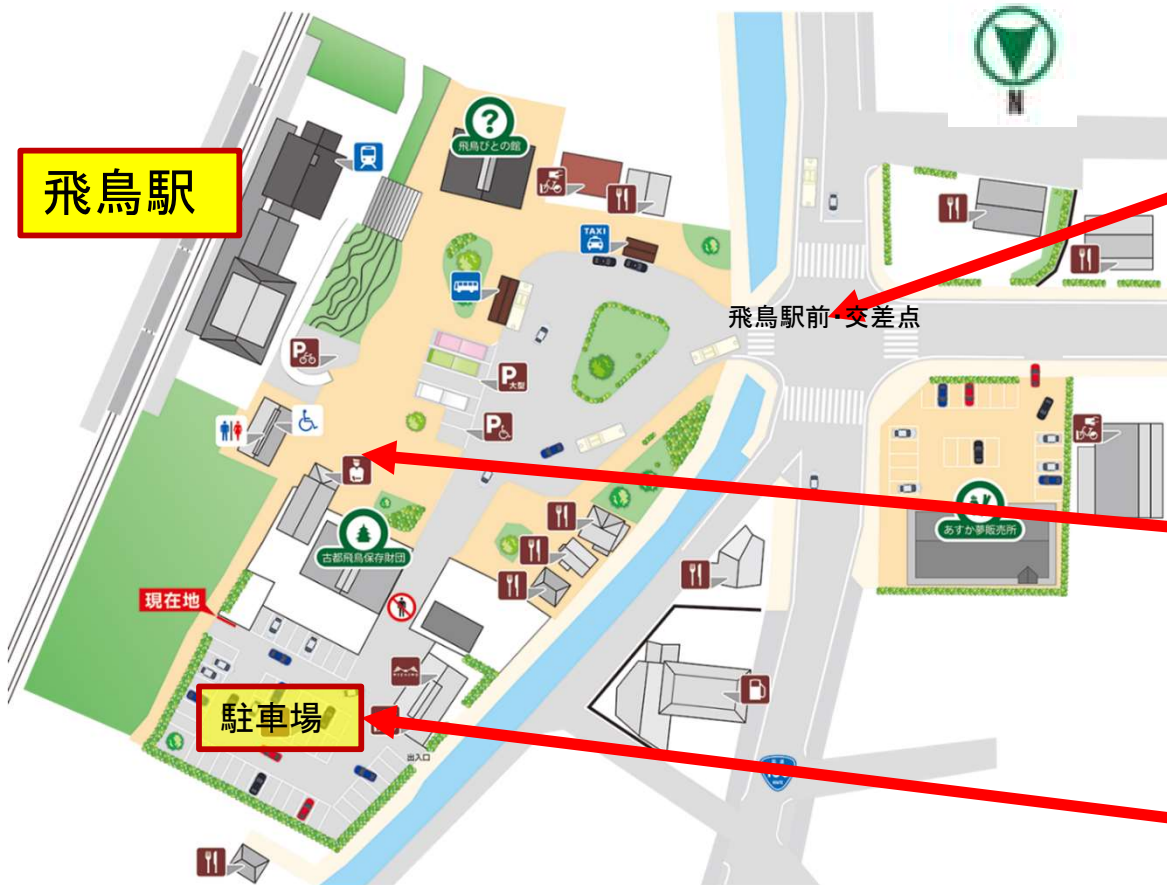 N
飛鳥びとの館
飛鳥駅
TAXI
飛鳥駅前・交差点
P
P
大型
P
あすか夢販売所
古都飛鳥保存財団
現在地
駐車場
出入口